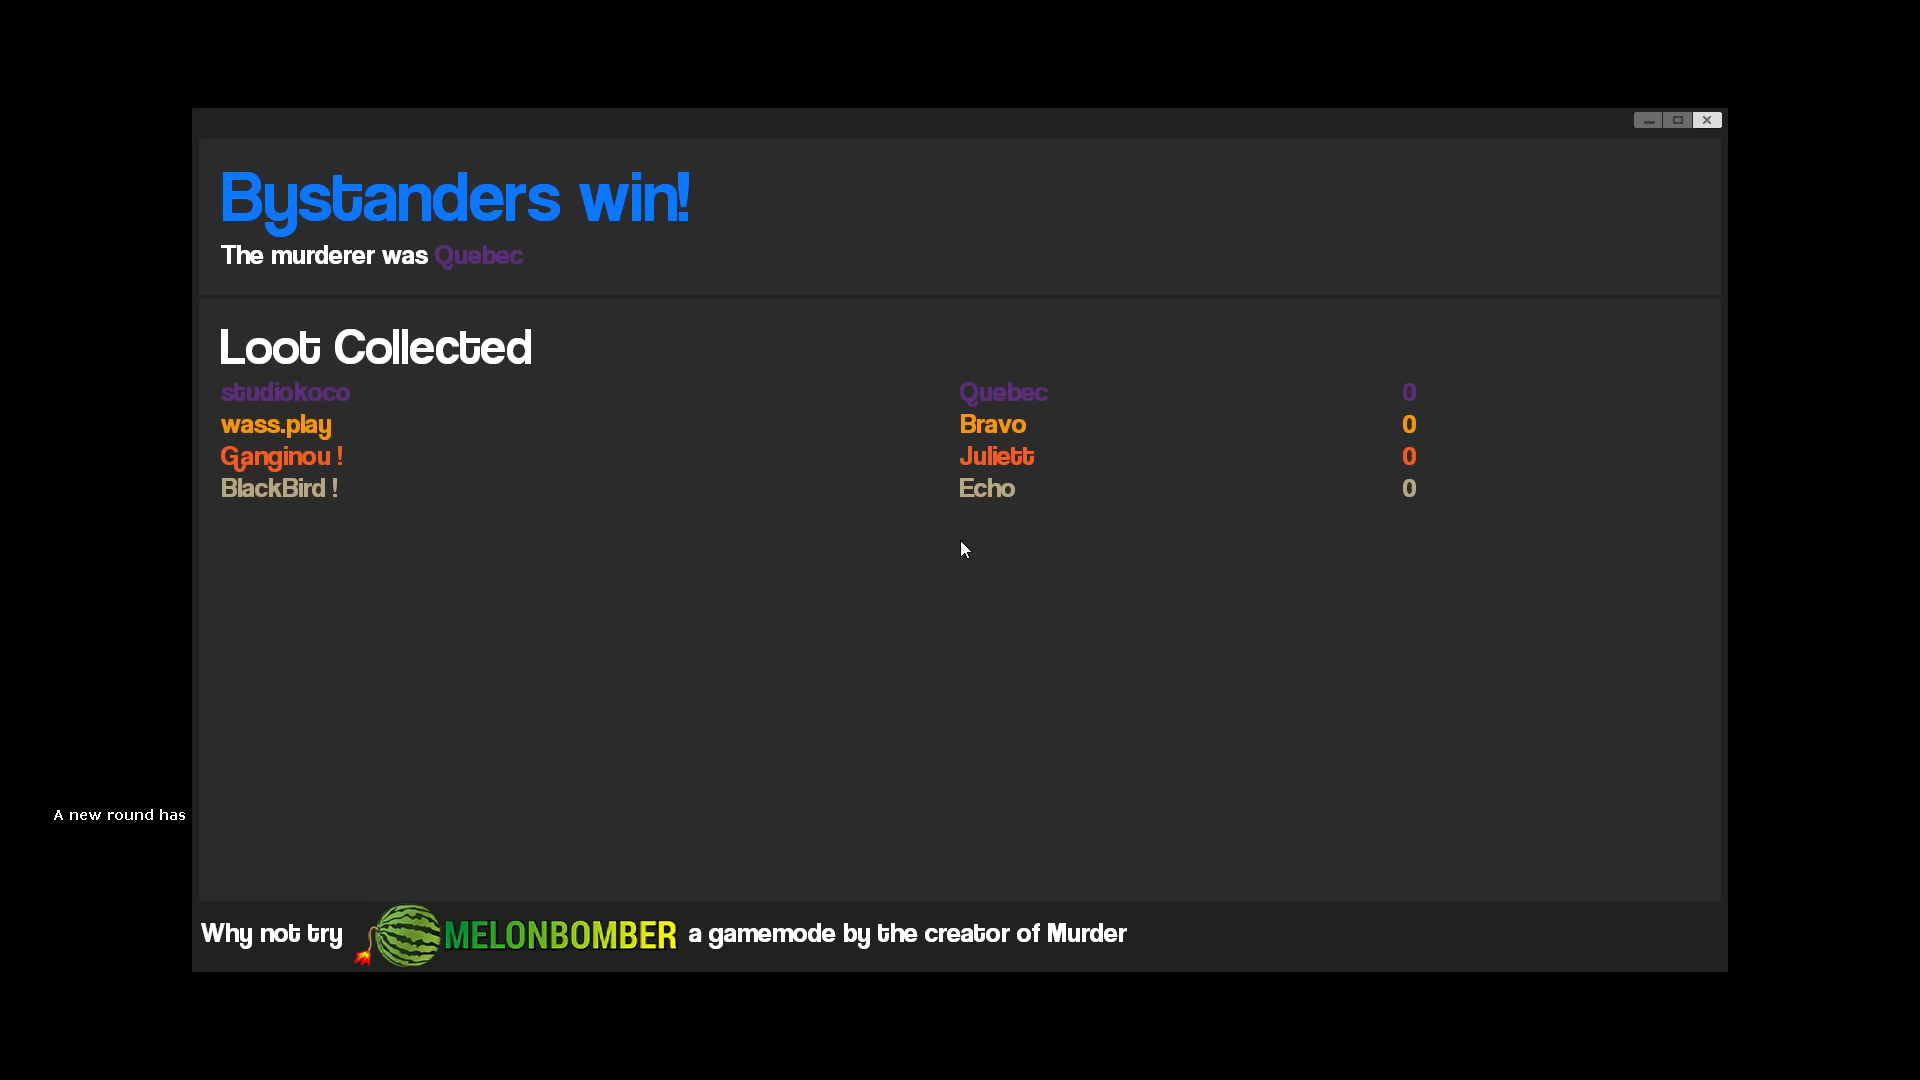 Bystanders win!
The murderer was Quebec
Loot Collected
studiokoco Quebec 0
wass.play Bravo 0
Ganginou ! Juliett 0
BlackBird ! Echo 0
A new round has
Why not try MELONBOMBER a gamemode by the creator of Murder